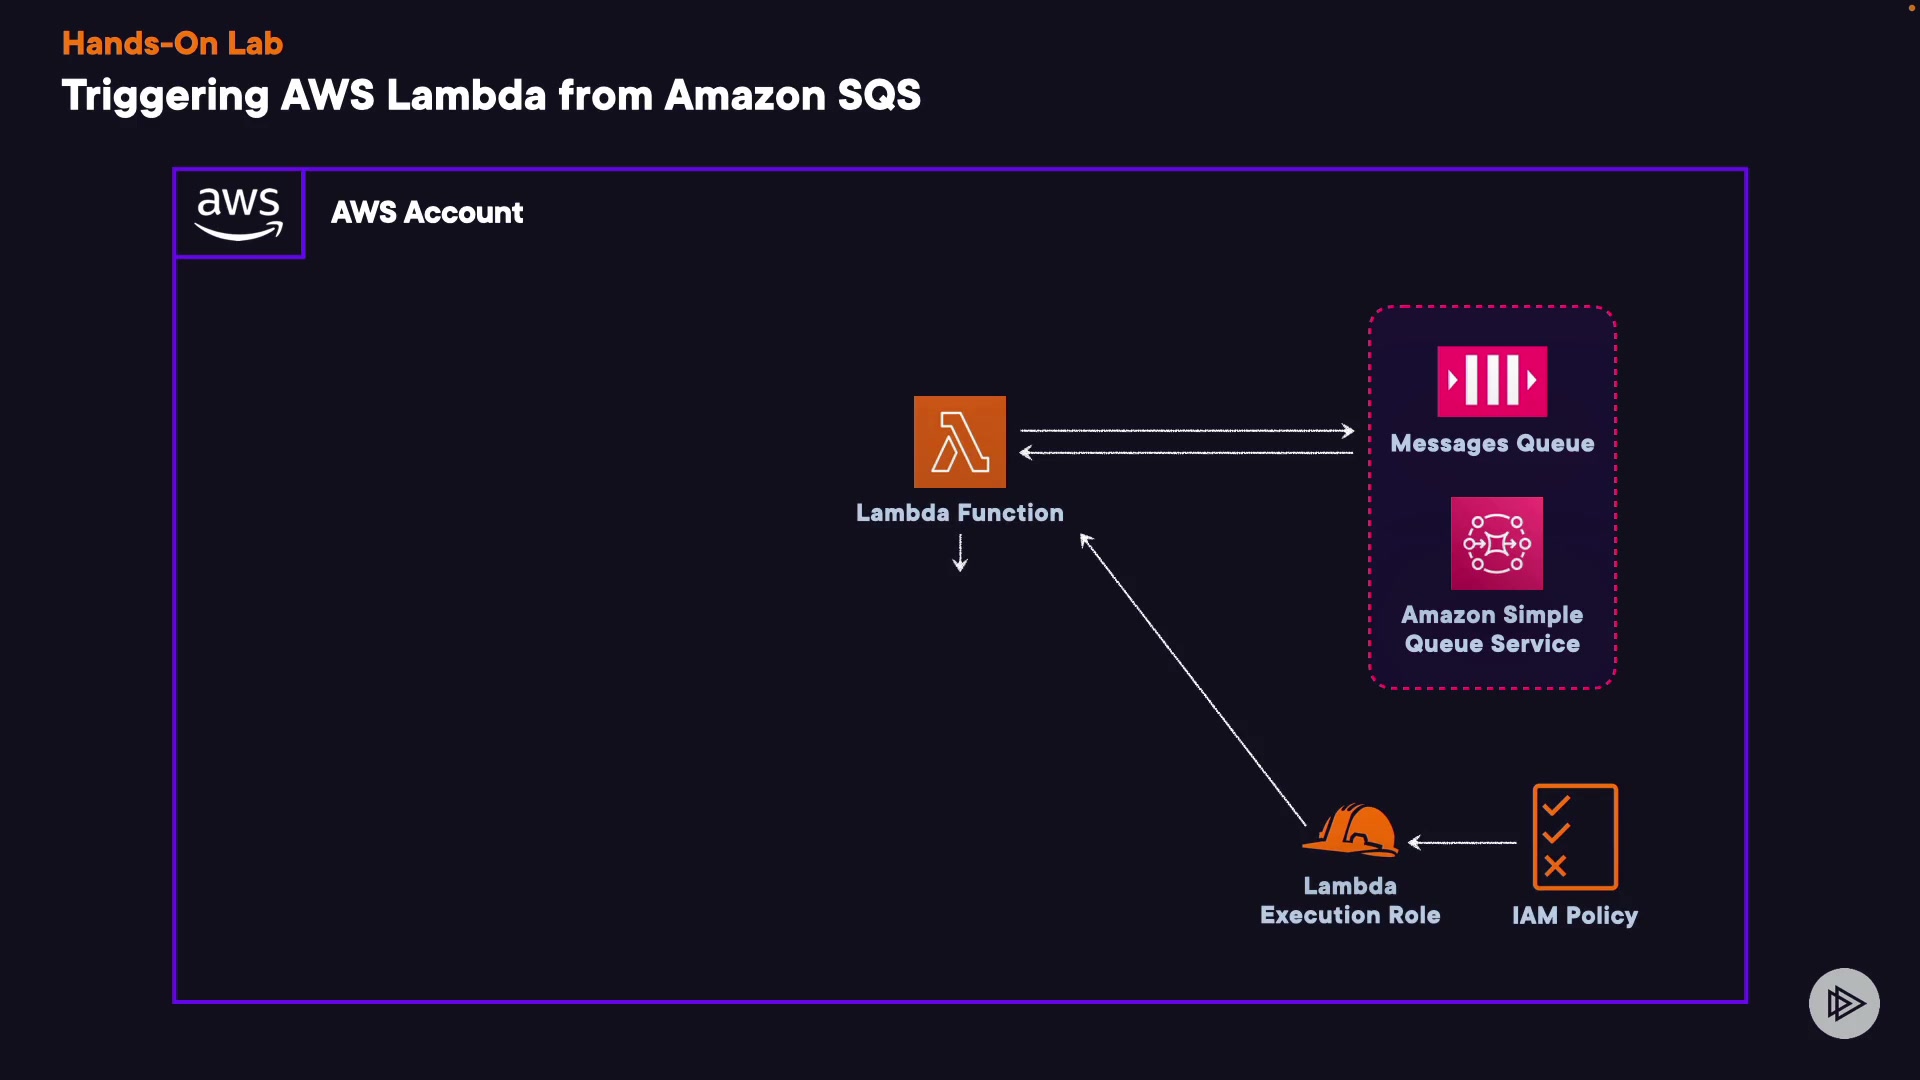 Hands-On Lab
Triggering AWS Lambda from Amazon SQS
aws
AWS Account
Messages Queue
Lambda Function
Amazon Simple
Queue Service
Lambda
Execution Role
IAM Policy